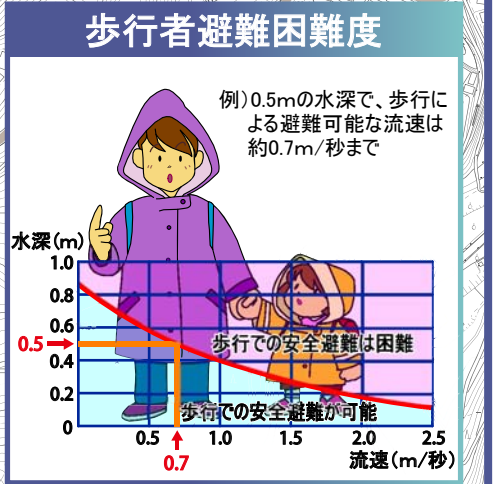 歩行者避難困難度
例)0.5mの水深で、歩行に
よる避難可能な流速は
約0.7m/秒まで
水深(m)
1.0
0.8
0.6
0.5
0.4
0.2
0
歩行での安全避難は困難
歩行での安全避難が可能
0.5 1.0 1.5 2.0 2.5
0.7
流速(m/秒)